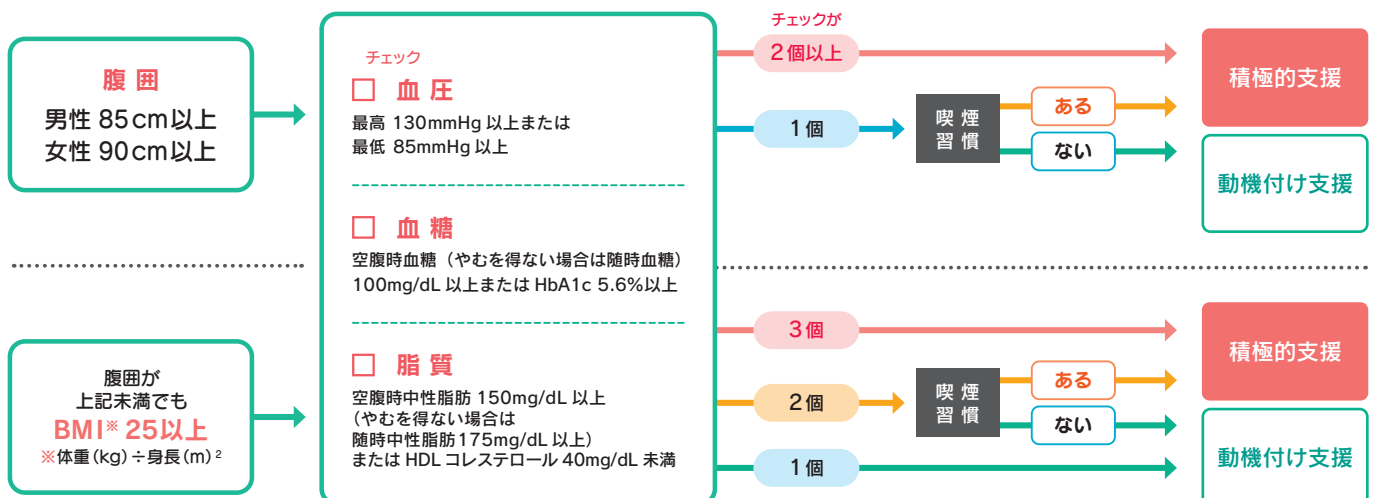 腹囲
男性 85cm以上
女性 90cm以上
腹囲が
上記未満でも
BMI※ 25以上
※体重(kg)÷身長(m)²
チェック
□ 血圧
最高 130mmHg 以上または
最低 85mmHg 以上
□ 血糖
空腹時血糖（やむを得ない場合は随時血糖）
100mg/dL 以上または HbA1c 5.6%以上
□ 脂質
空腹時中性脂肪 150mg/dL 以上
（やむを得ない場合は
随時中性脂肪175mg/dL 以上）
または HDL コレステロール 40mg/dL 未満
チェックが
2個以上
1個
喫煙
習慣
ある
ない
積極的支援
動機付け支援
3個
2個
喫煙
習慣
ある
ない
1個
積極的支援
動機付け支援